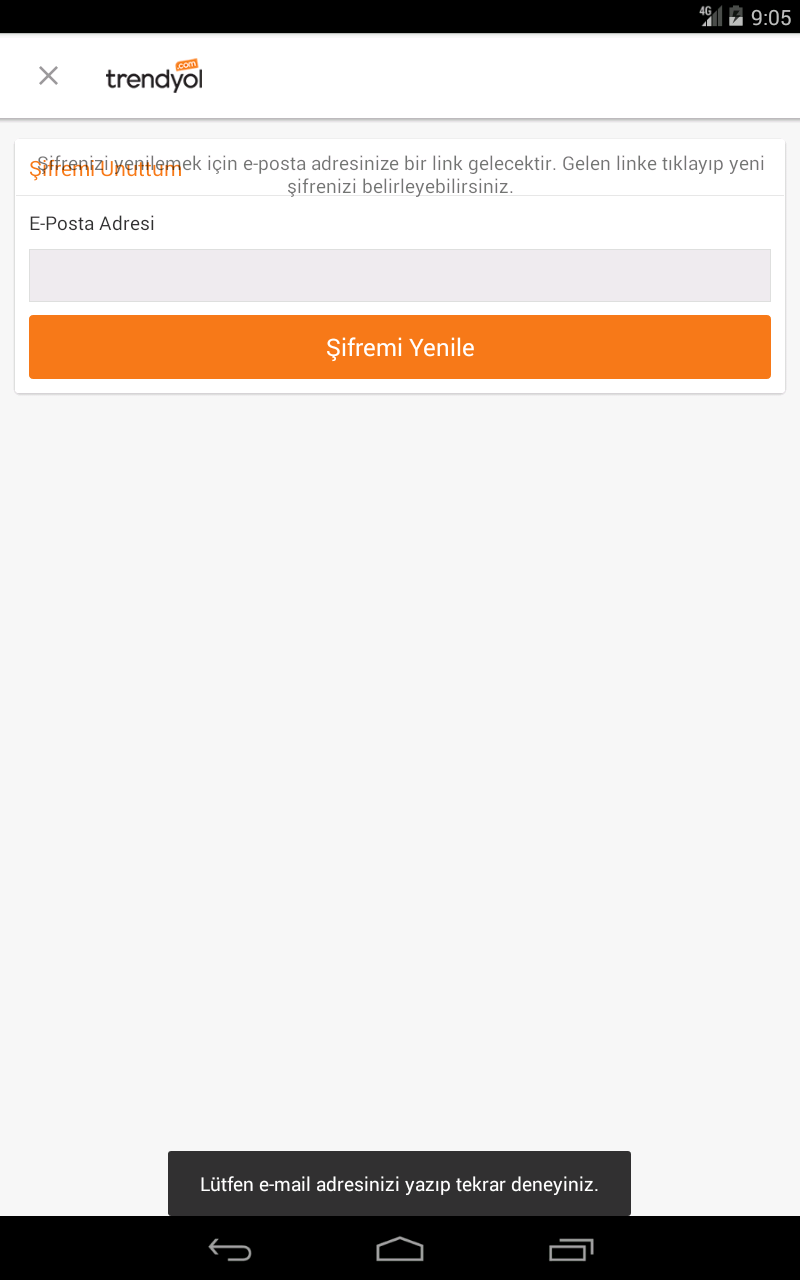 4G 9:05
trendyol
.com
Şifremi Unuttum
Şifrenizi yenilemek için e-posta adresinize bir link gelecektir. Gelen linke tıklayıp yeni
şifrenizi belirleyebilirsiniz.
E-Posta Adresi
Şifremi Yenile
Lütfen e-mail adresinizi yazıp tekrar deneyiniz.